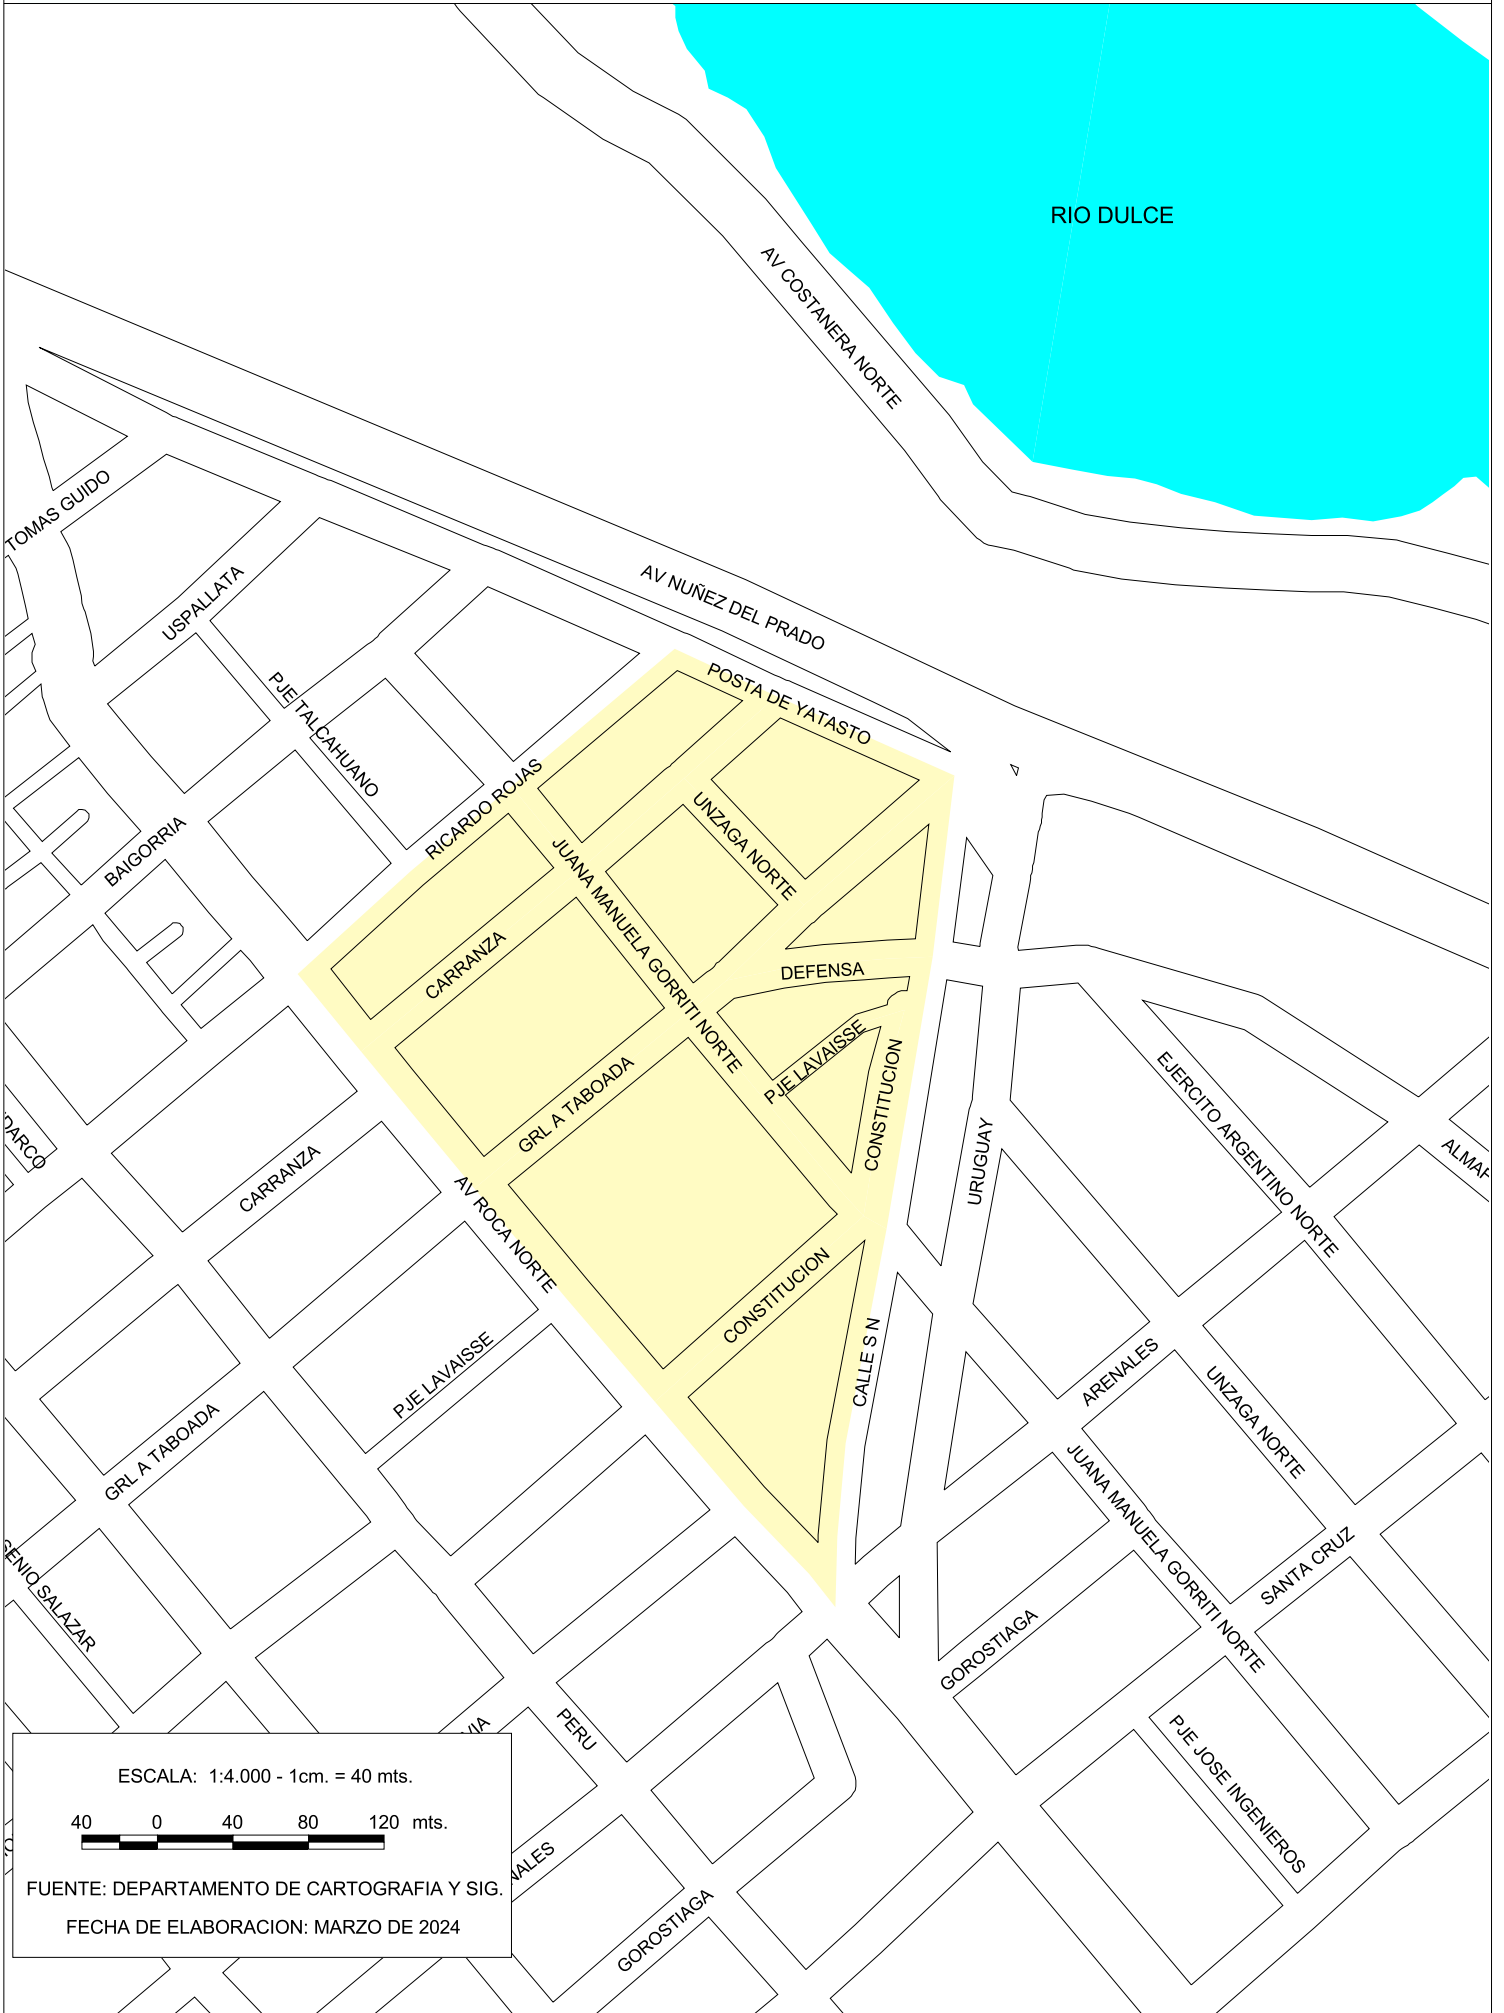 RIO DULCE
AV COSTANERA NORTE
TOMAS GUIDO
USPALLATA
AV NUÑEZ DEL PRADO
POSTA DE YATASTO
PJE TALCAHUANO
RICARDO ROJAS
BAIGORRIA
UNZAGA NORTE
JUANA MANUELA GORRITI NORTE
CARRANZA
DEFENSA
PJE LAVAISSE
CONSTITUCION
GRL A TABOADA
URUGUAY
EJERCITO ARGENTINO NORTE
CARRANZA
AV ROCA NORTE
CONSTITUCION
CALLE S N
PJE LAVAISSE
ARENALES
UNZAGA NORTE
GRL A TABOADA
JUANA MANUELA GORRITI NORTE
SANTA CRUZ
SALAZAR
GOROSTIAGA
PERU
PJE JOSE INGENIEROS
GOROSTIAGA
ESCALA: 1:4.000 - 1cm. = 40 mts.
40 0 40 80 120 mts.
FUENTE: DEPARTAMENTO DE CARTOGRAFIA Y SIG.
FECHA DE ELABORACION: MARZO DE 2024